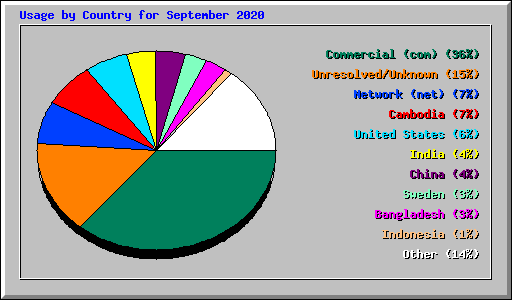 Usage by Country for September 2020
Commercial (com) (36%)
Unresolved/Unknown (15%)
Network (net) (7%)
Cambodia (7%)
United States (6%)
India (4%)
China (4%)
Sweden (3%)
Bangladesh (3%)
Indonesia (1%)
Other (14%)